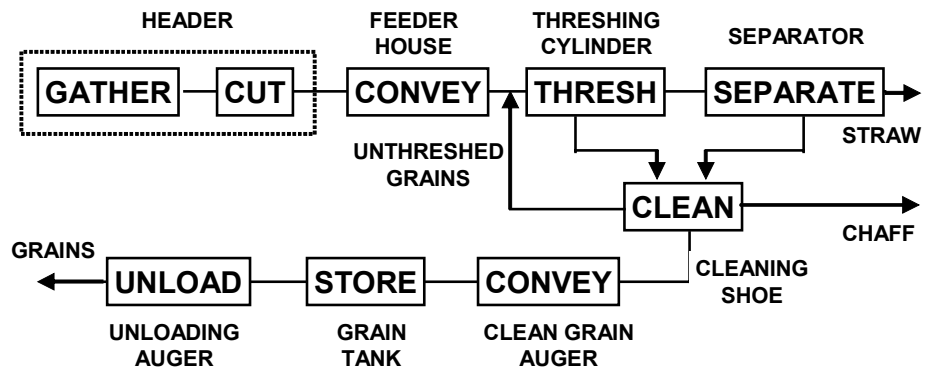 HEADER
FEEDER
HOUSE
THRESHING
CYLINDER
SEPARATOR
GATHER
CUT
CONVEY
THRESH
SEPARATE
STRAW
UNTHRESHED
GRAINS
CLEAN
CHAFF
GRAINS
UNLOAD
STORE
CONVEY
CLEANING
SHOE
UNLOADING
AUGER
GRAIN
TANK
CLEAN GRAIN
AUGER